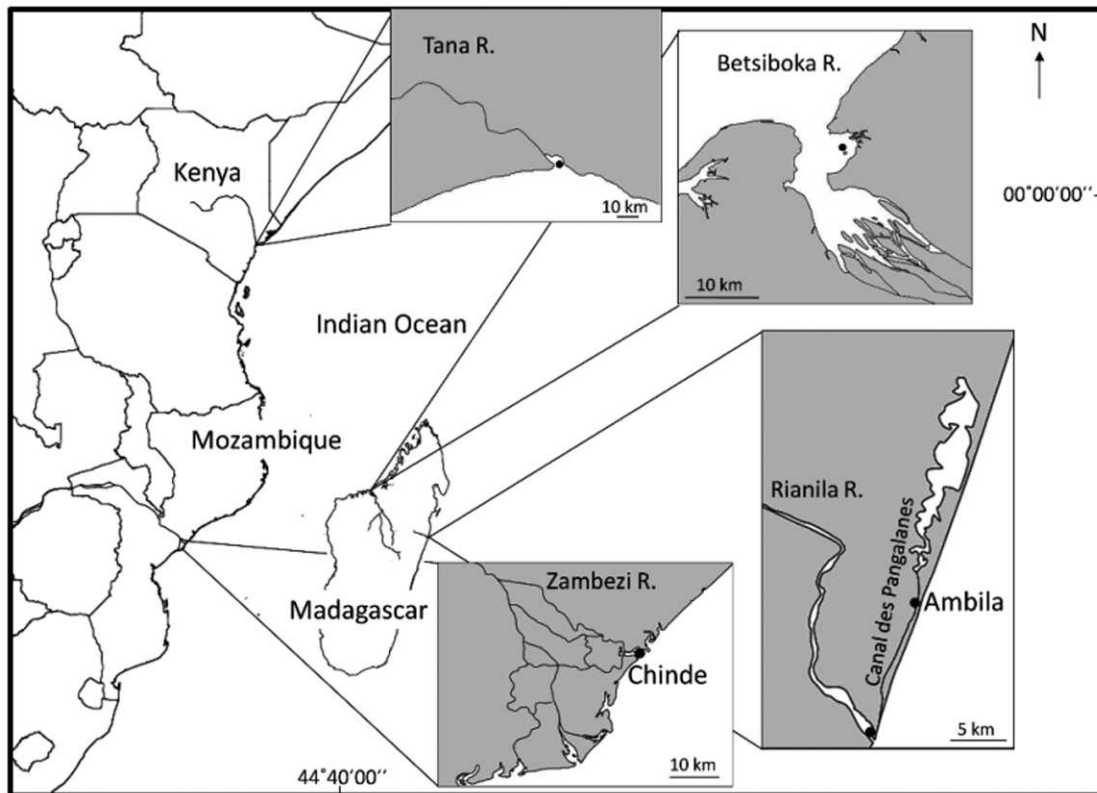 Tana R.
10 km
Betsiboka R.
10 km
N
00°00'00''
Kenya
Indian Ocean
Mozambique
Madagascar
Rianila R.
Canal des Pangalanes
Ambila
5 km
Zambezi R.
Chinde
10 km
44°40'00''